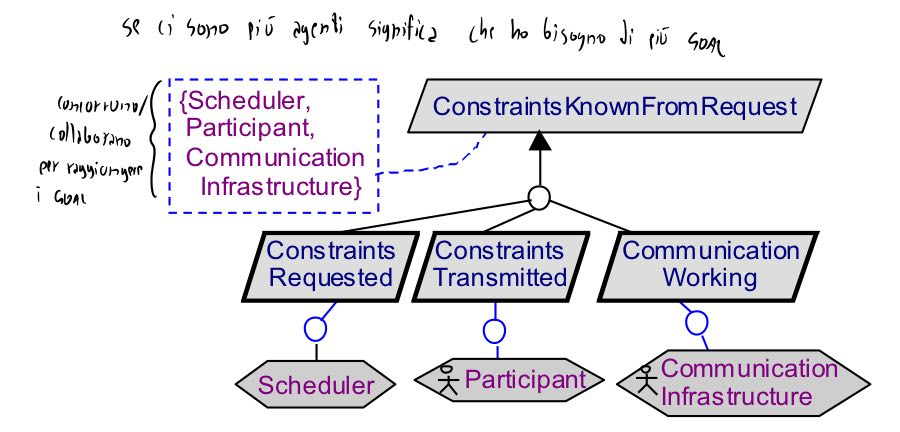 se ci sono più agenti significa che ho bisogno di più GOAL
concorrono/
collaborano
per raggiungere
i GOAL
{Scheduler,
Participant,
Communication
Infrastructure}
ConstraintsKnownFromRequest
Constraints
Requested
Constraints
Transmitted
Communication
Working
Scheduler
Participant
Communication
Infrastructure